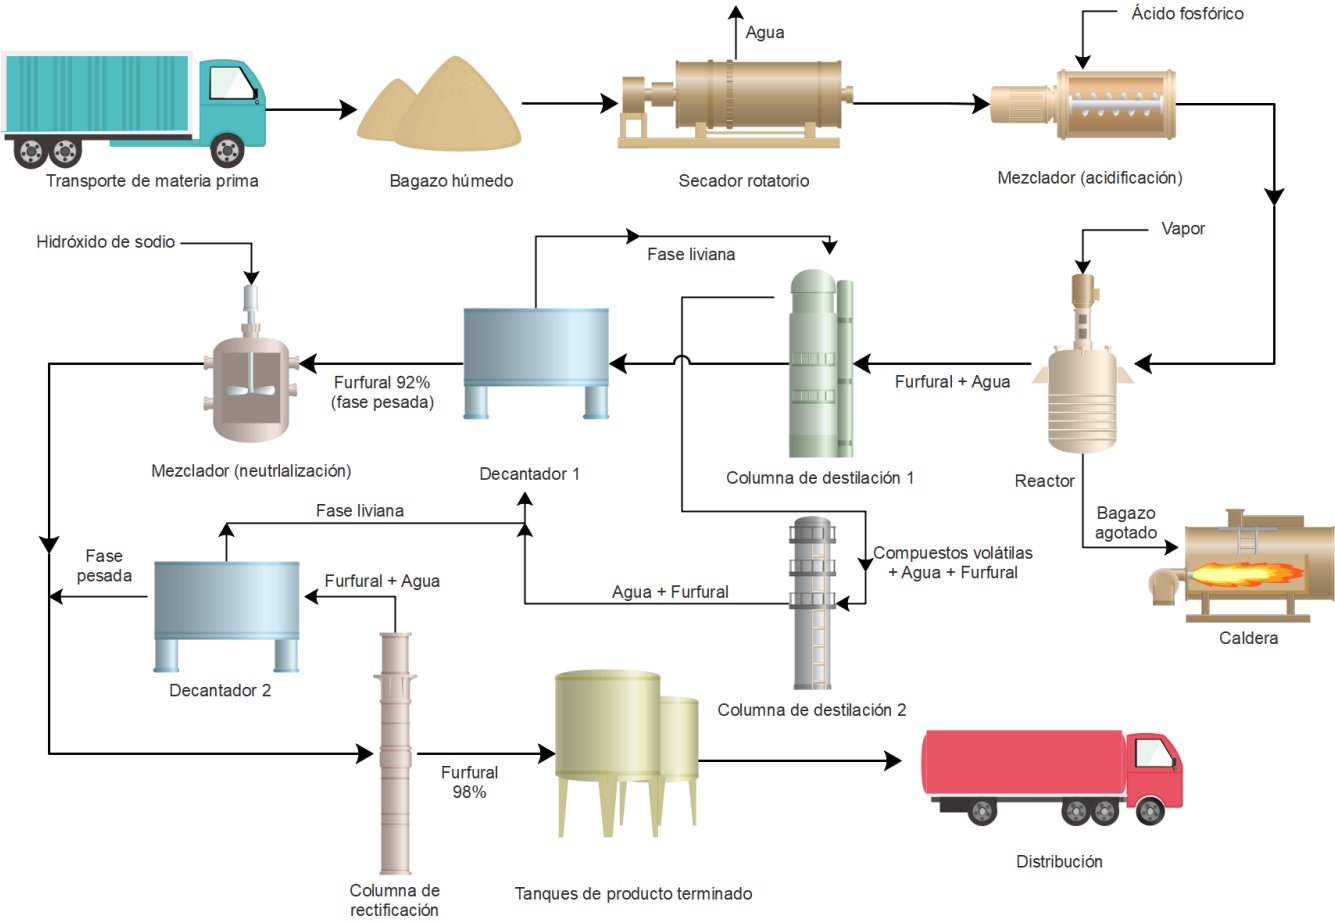 Agua
Ácido fosfórico
Transporte de materia prima
Bagazo húmedo
Secador rotatorio
Mezclador (acidificación)
Hidróxido de sodio
Fase liviana
Vapor
Furfural 92%
(fase pesada)
Furfural + Agua
Mezclador (neutrlalización)
Decantador 1
Columna de destilación 1
Reactor
Fase liviana
Bagazo
agotado
Fase
pesada
Furfural + Agua
Agua + Furfural
Compuestos volátilas
+ Agua + Furfural
Caldera
Decantador 2
Columna de destilación 2
Furfural
98%
Distribución
Columna de
rectificación
Tanques de producto terminado